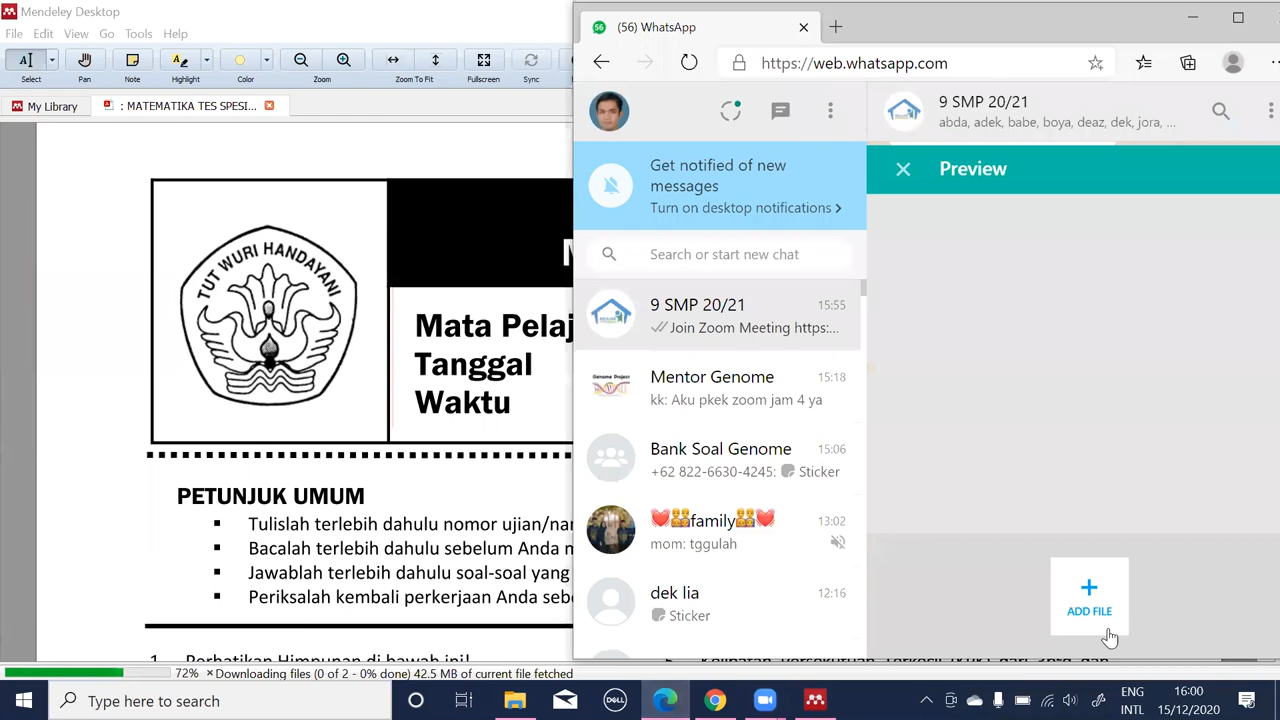 Mendeley Desktop
File Edit View Go Tools Help
Select Pan Note Highlight Color Zoom Zoom To Fit Fullscreen Sync
My Library : MATEMATIKA TES SPESI...
TUT WURI HANDAYANI
Mata Pelaj
Tanggal
Waktu
PETUNJUK UMUM
Tulislah terlebih dahulu nomor ujian/nar
Bacalah terlebih dahulu sebelum Anda m
Jawablah terlebih dahulu soal-soal yang
Periksalah kembali perkerjaan Anda sebe
1. Perhatikan Himpunan di bawah ini!
72% Downloading files (0 of 2 - 0% done) 42.5 MB of current file fetched
(56) WhatsApp
https://web.whatsapp.com
Get notified of new
messages
Turn on desktop notifications >
Search or start new chat
9 SMP 20/21 15:55
Join Zoom Meeting https:...
Mentor Genome 15:18
kk: Aku pkek zoom jam 4 ya
Bank Soal Genome 15:06
+62 822-6630-4245: Sticker
family 13:02
mom: tggulah
dek lia 12:16
Sticker
9 SMP 20/21
abda, adek, babe, boya, deaz, dek, jora, ...
Preview
ADD FILE
Type here to search
DELL
ENG
INTL
16:00
15/12/2020